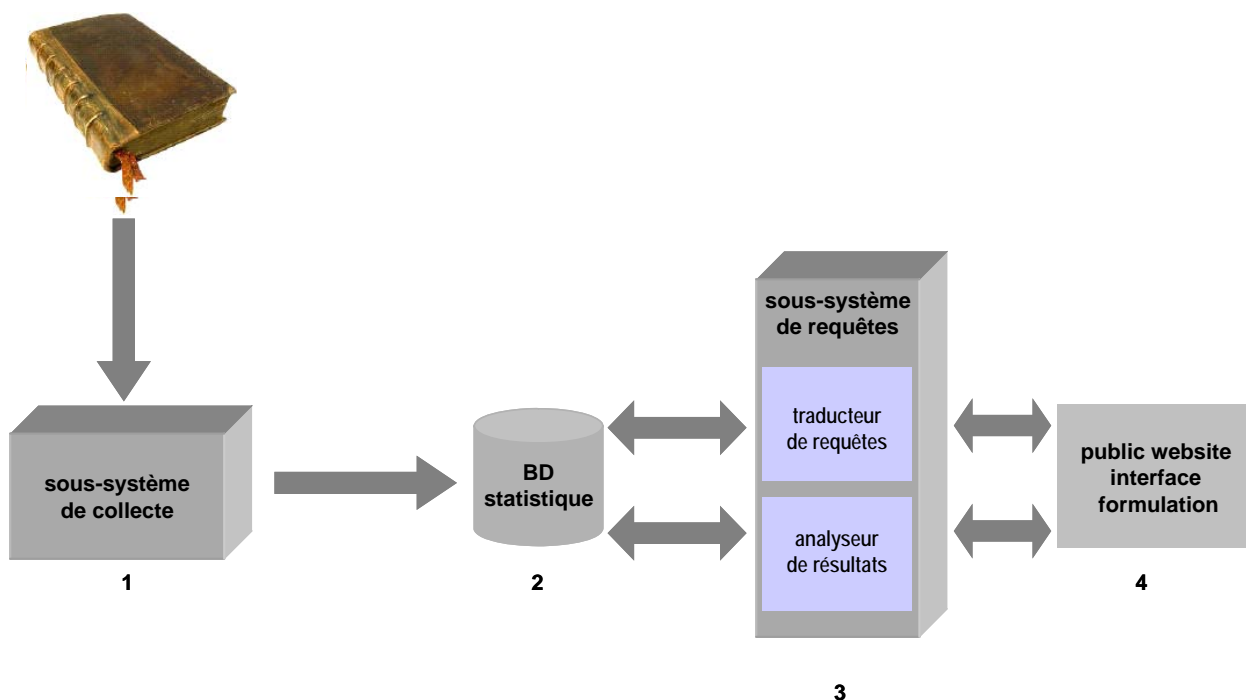 sous-système
de requêtes
traducteur
de requêtes
analyseur
de résultats
sous-système
de collecte
BD
statistique
public website
interface
formulation
1
2
3
4